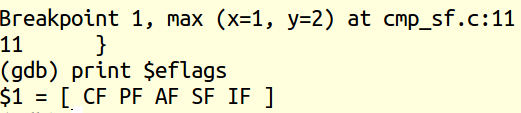 Breakpoint 1, max (x=1, y=2) at cmp_sf.c:11
11      }
(gdb) print $eflags
$1 = [ CF PF AF SF IF ]